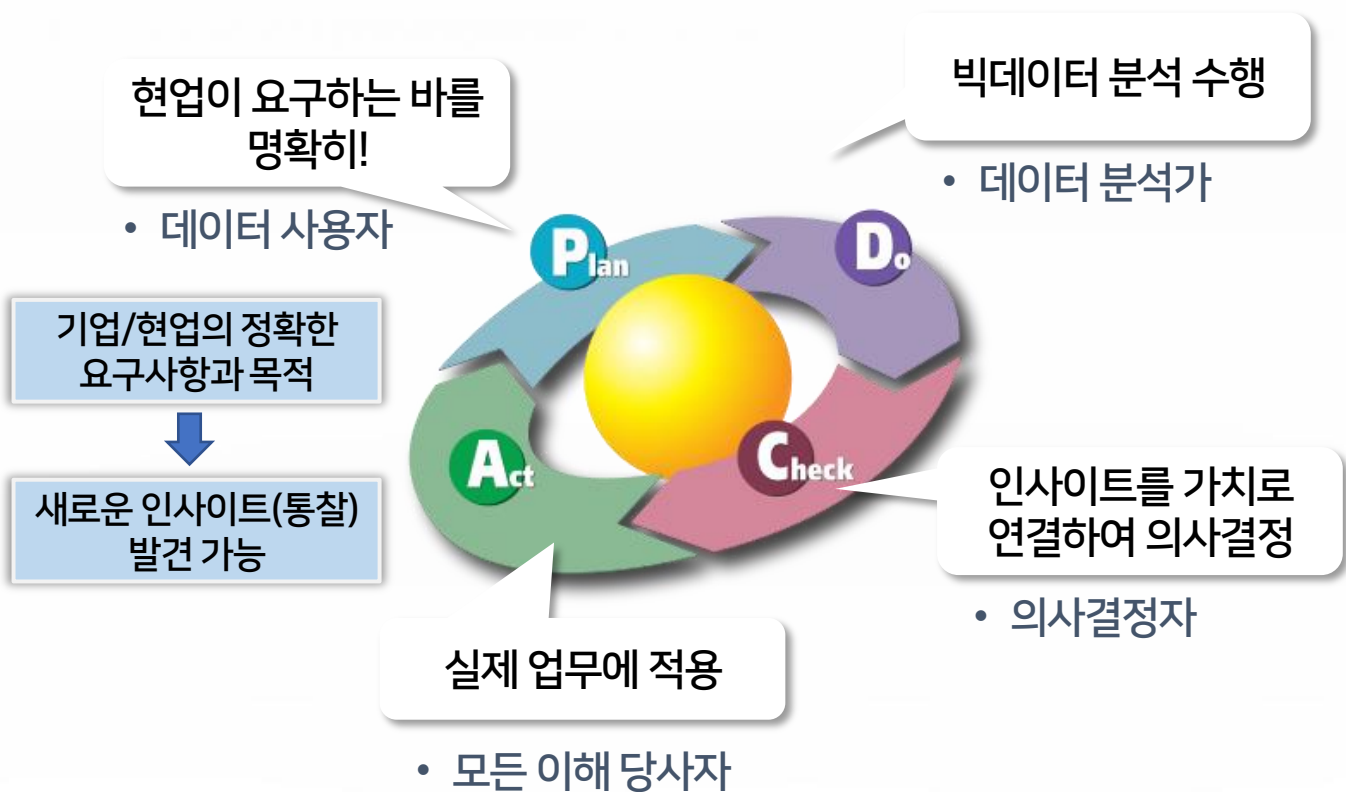 현업이 요구하는 바를
명확히!
• 데이터 사용자
빅데이터 분석 수행
• 데이터 분석가
Plan
Do
기업/현업의 정확한
요구사항과 목적
새로운 인사이트(통찰)
발견 가능
Act
Check
인사이트를 가치로
연결하여 의사결정
• 의사결정자
실제 업무에 적용
• 모든 이해 당사자